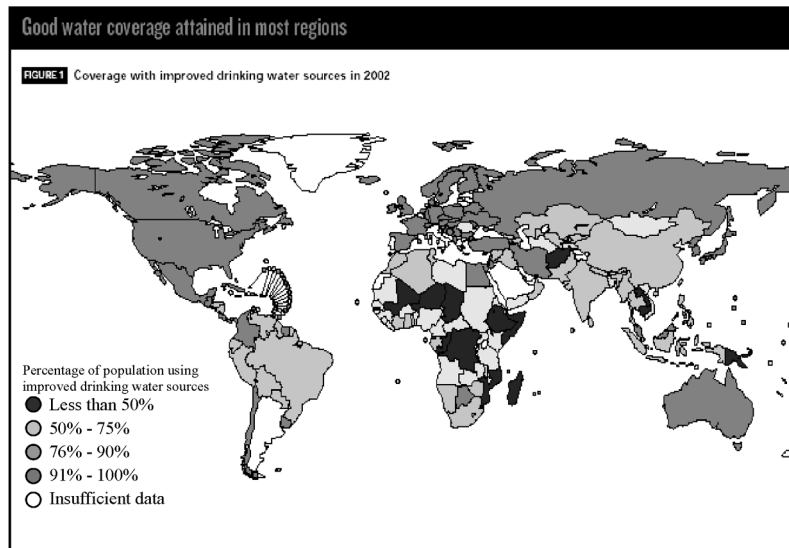 Good water coverage attained in most regions
FIGURE 1 Coverage with improved drinking water sources in 2002
Percentage of population using
improved drinking water sources
Less than 50%
50% - 75%
76% - 90%
91% - 100%
Insufficient data